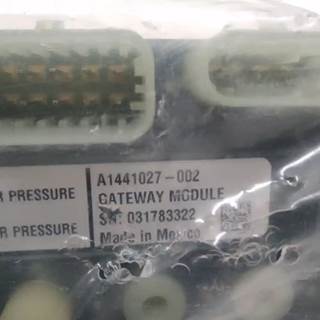 R PRESSURE
R PRESSURE
A1441027-002
GATEWAY MODULE
SN: 031783322
Made in Mexico